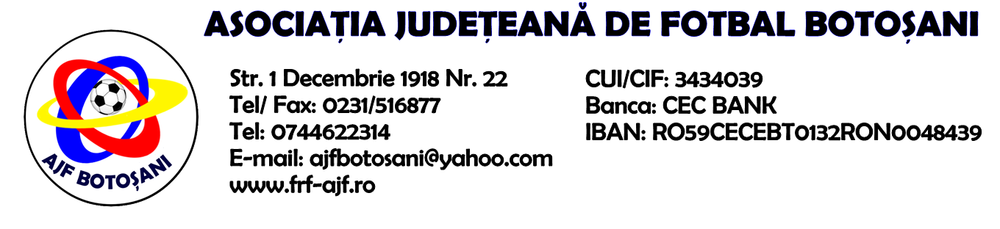 ASOCIAȚIA JUDEȚEANĂ DE FOTBAL BOTOȘANI
AJF BOTOȘANI
Str. 1 Decembrie 1918 Nr. 22
Tel/ Fax: 0231/516877
Tel: 0744622314
E-mail: ajfbotosani@yahoo.com
www.frf-ajf.ro
CUI/CIF: 3434039
Banca: CEC BANK
IBAN: RO59CECEBT0132RON0048439